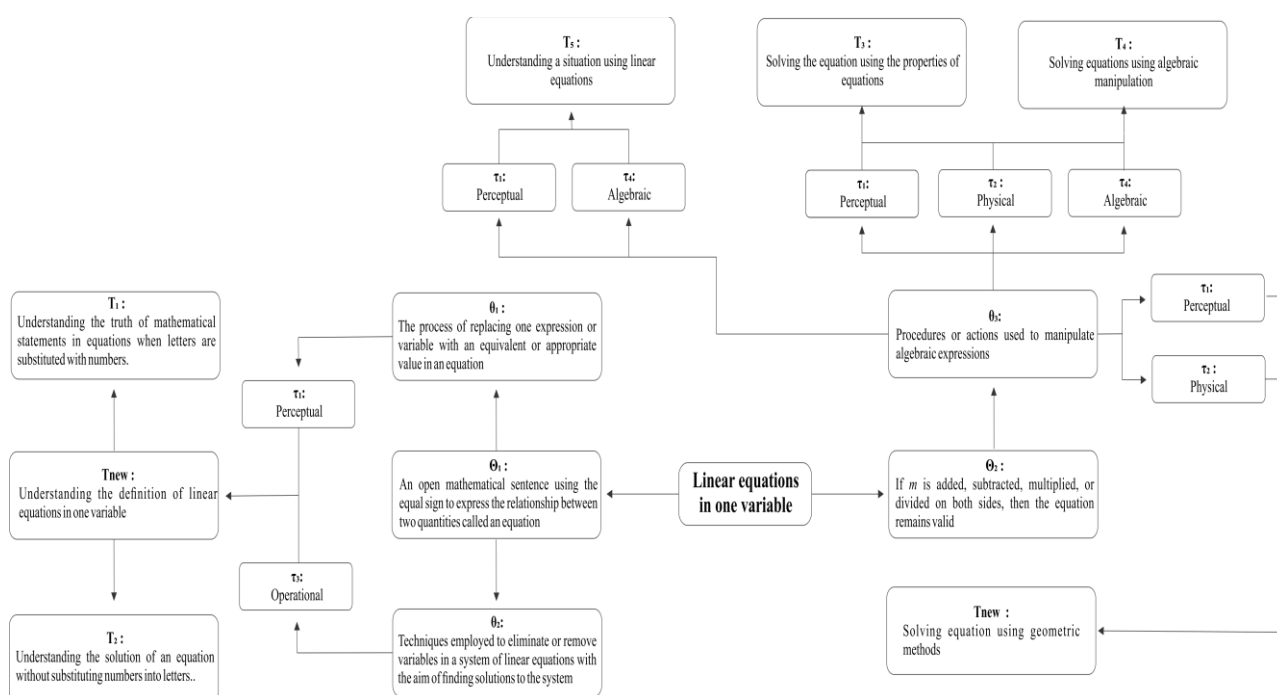 T₅ :
Understanding a situation using linear
equations
T₃ :
Solving the equation using the properties of
equations
T₄ :
Solving equations using algebraic
manipulation
τ₁:
Perceptual
τ₄:
Algebraic
τ₁:
Perceptual
τ₂ :
Physical
τ₄:
Algebraic
T₁ :
Understanding the truth of mathematical
statements in equations when letters are
substituted with numbers.
θ₁ :
The process of replacing one expression or
variable with an equivalent or appropriate
value in an equation
θ₃:
Procedures or actions used to manipulate
algebraic expressions
τ₁:
Perceptual
τ₂ :
Physical
τ₁:
Perceptual
Tnew :
Understanding the definition of linear
equations in one variable
Θ₁ :
An open mathematical sentence using the
equal sign to express the relationship between
two quantities called an equation
Linear equations
in one variable
Θ₂ :
If m is added, subtracted, multiplied, or
divided on both sides, then the equation
remains valid
τ₃:
Operational
T₂ :
Understanding the solution of an equation
without substituting numbers into letters..
θ₂:
Techniques employed to eliminate or remove
variables in a system of linear equations with
the aim of finding solutions to the system
Tnew :
Solving equation using geometric
methods